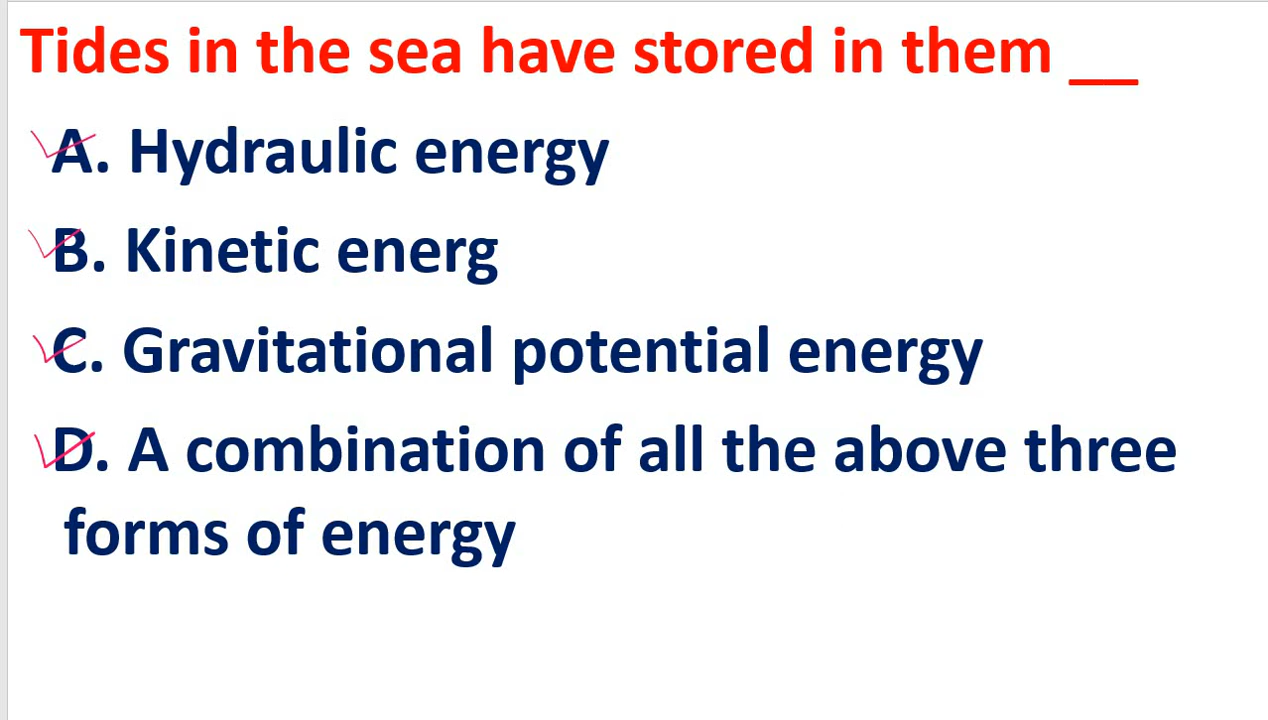 Tides in the sea have stored in them __
A. Hydraulic energy
B. Kinetic energ
C. Gravitational potential energy
D. A combination of all the above three
forms of energy